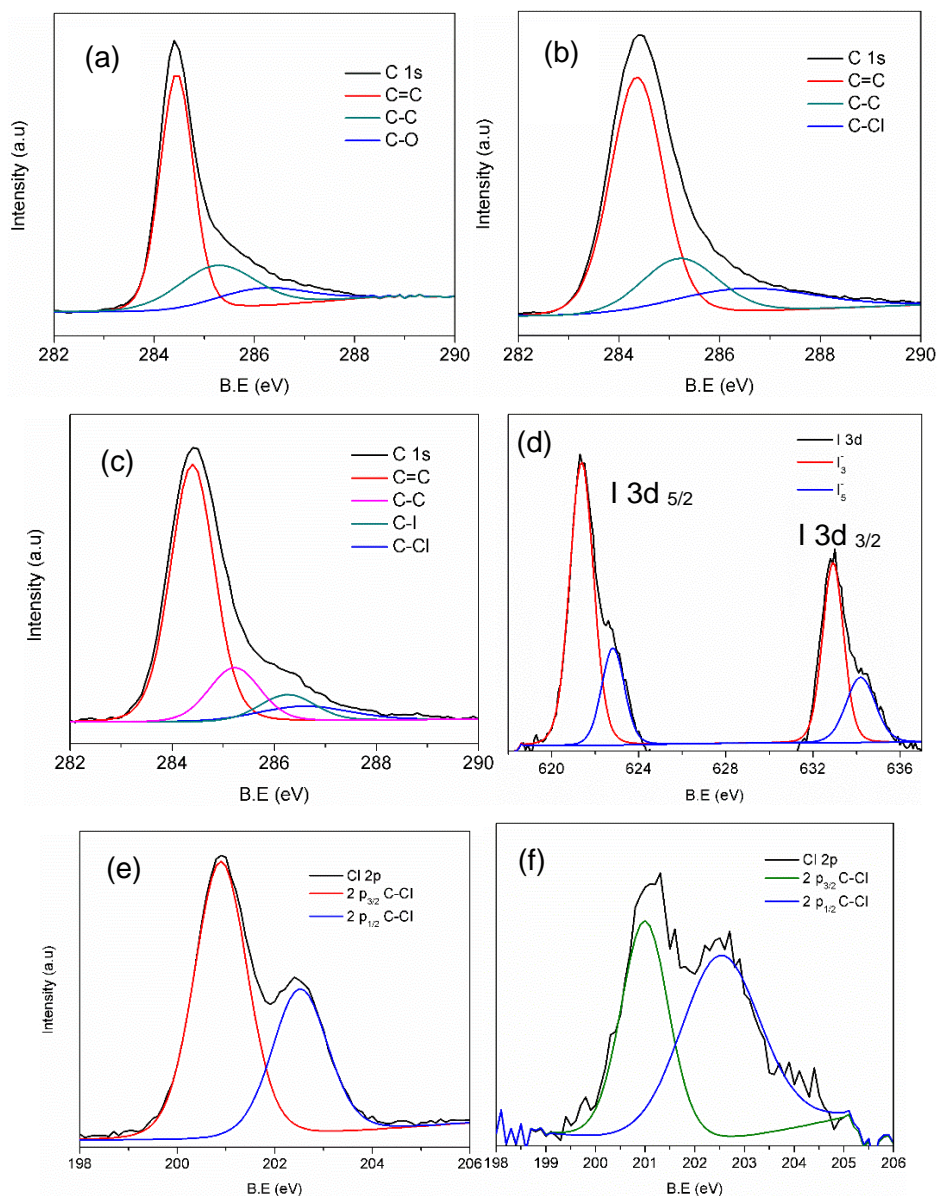 (a)
C 1s
C=C
C-C
C-O
Intensity (a.u)
282 284 286 288 290
B.E (eV)
(b)
C 1s
C=C
C-C
C-Cl
Intensity (a.u)
282 284 286 288 290
B.E (eV)
(c)
C 1s
C=C
C-C
C-I
C-Cl
Intensity (a.u)
282 284 286 288 290
B.E (eV)
(d)
I 3d
I₃⁻
I₅⁻
I 3d 5/2
I 3d 3/2
Intensity (a.u)
620 624 628 632 636
B.E (eV)
(e)
Cl 2p
2 p3/2 C-Cl
2 p1/2 C-Cl
Intensity (a.u)
198 200 202 204 206
B.E (eV)
(f)
Cl 2p
2 p3/2 C-Cl
2 p1/2 C-Cl
Intensity (a.u)
198 199 200 201 202 203 204 205 206
B.E (eV)